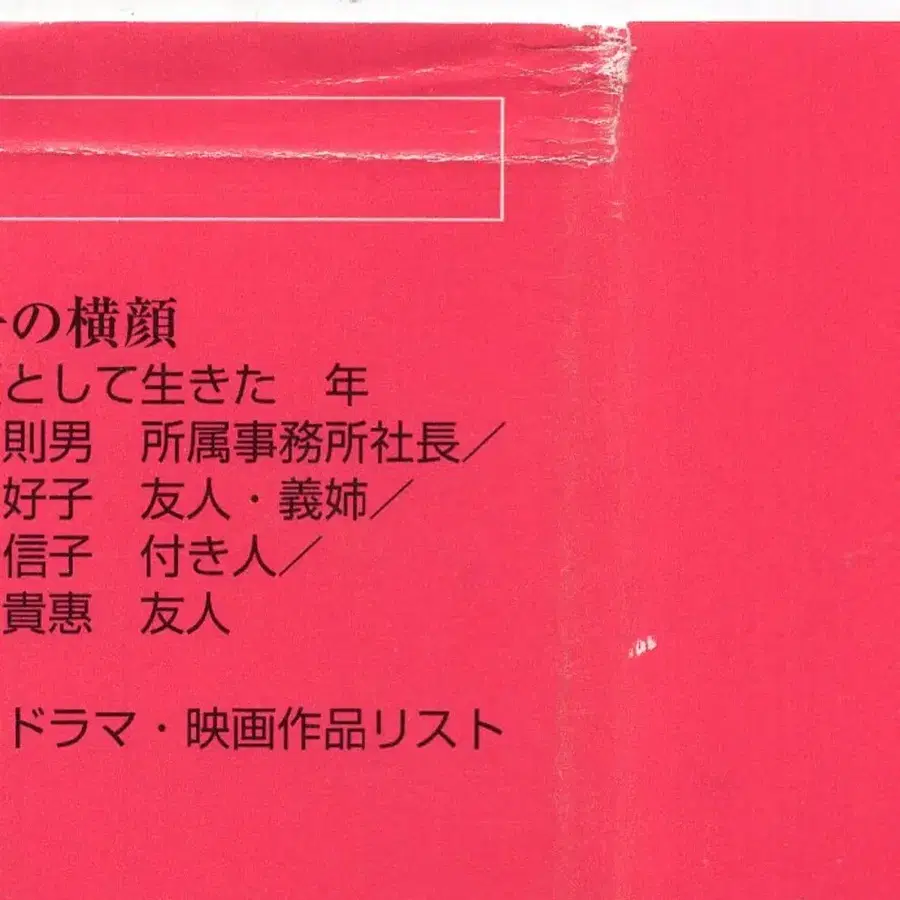 の横顔
として生きた　年
則男　所属事務所社長／
好子　友人・義姉／
信子　付き人／
貴惠　友人
ドラマ・映画作品リスト